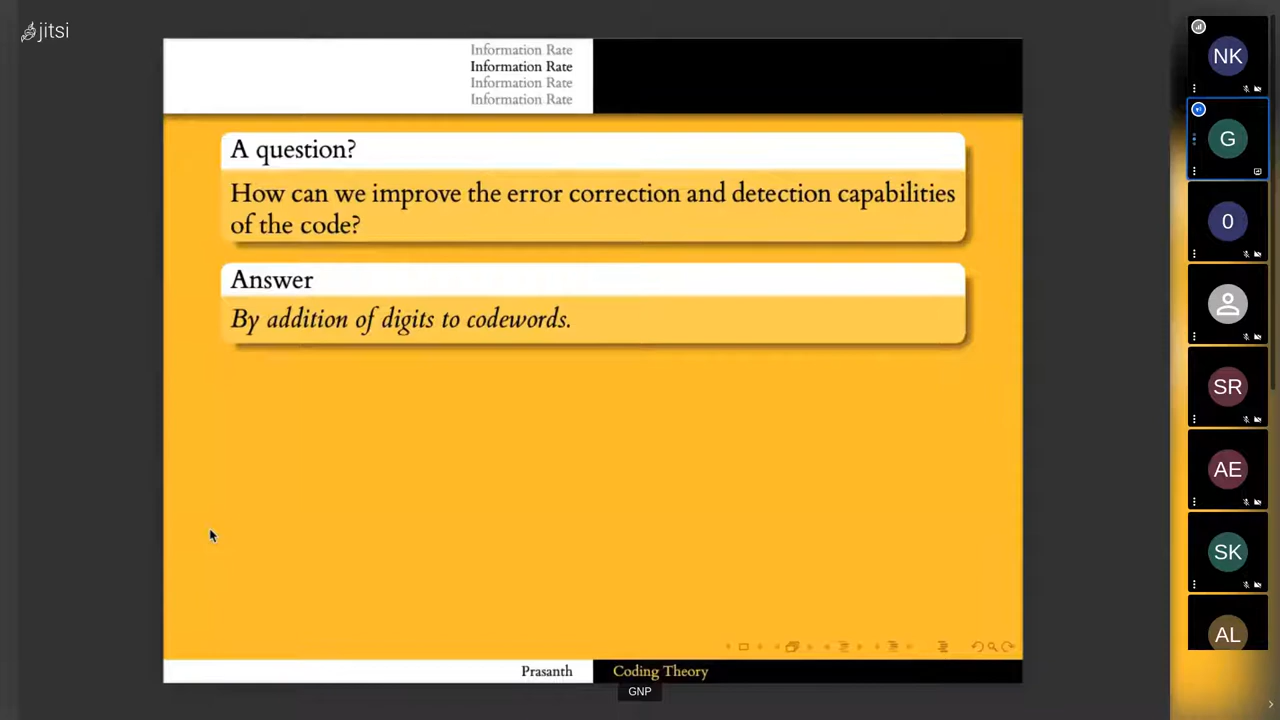 jitsi
Information Rate
Information Rate
Information Rate
Information Rate
A question?
How can we improve the error correction and detection capabilities
of the code?
Answer
By addition of digits to codewords.
Prasanth
Coding Theory
GNP
NK
G
0
SR
AE
SK
AL